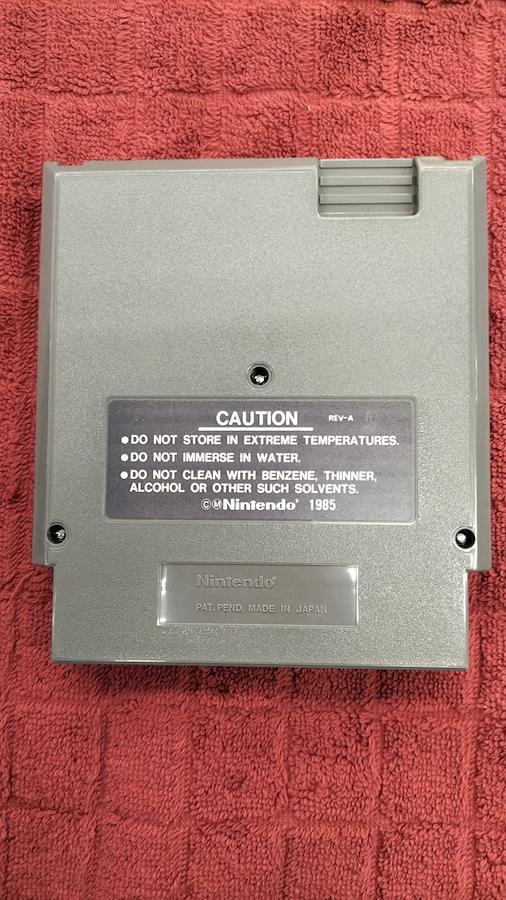 CAUTION REV-A A
●DO NOT STORE IN EXTREME TEMPERATURES.
●DO NOT IMMERSE IN WATER.
●DO NOT CLEAN WITH BENZENE, THINNER,
ALCOHOL OR OTHER SUCH SOLVENTS.
ⒸⓂNintendo® 1985
Nintendo®
PAT. PEND. MADE IN JAPAN